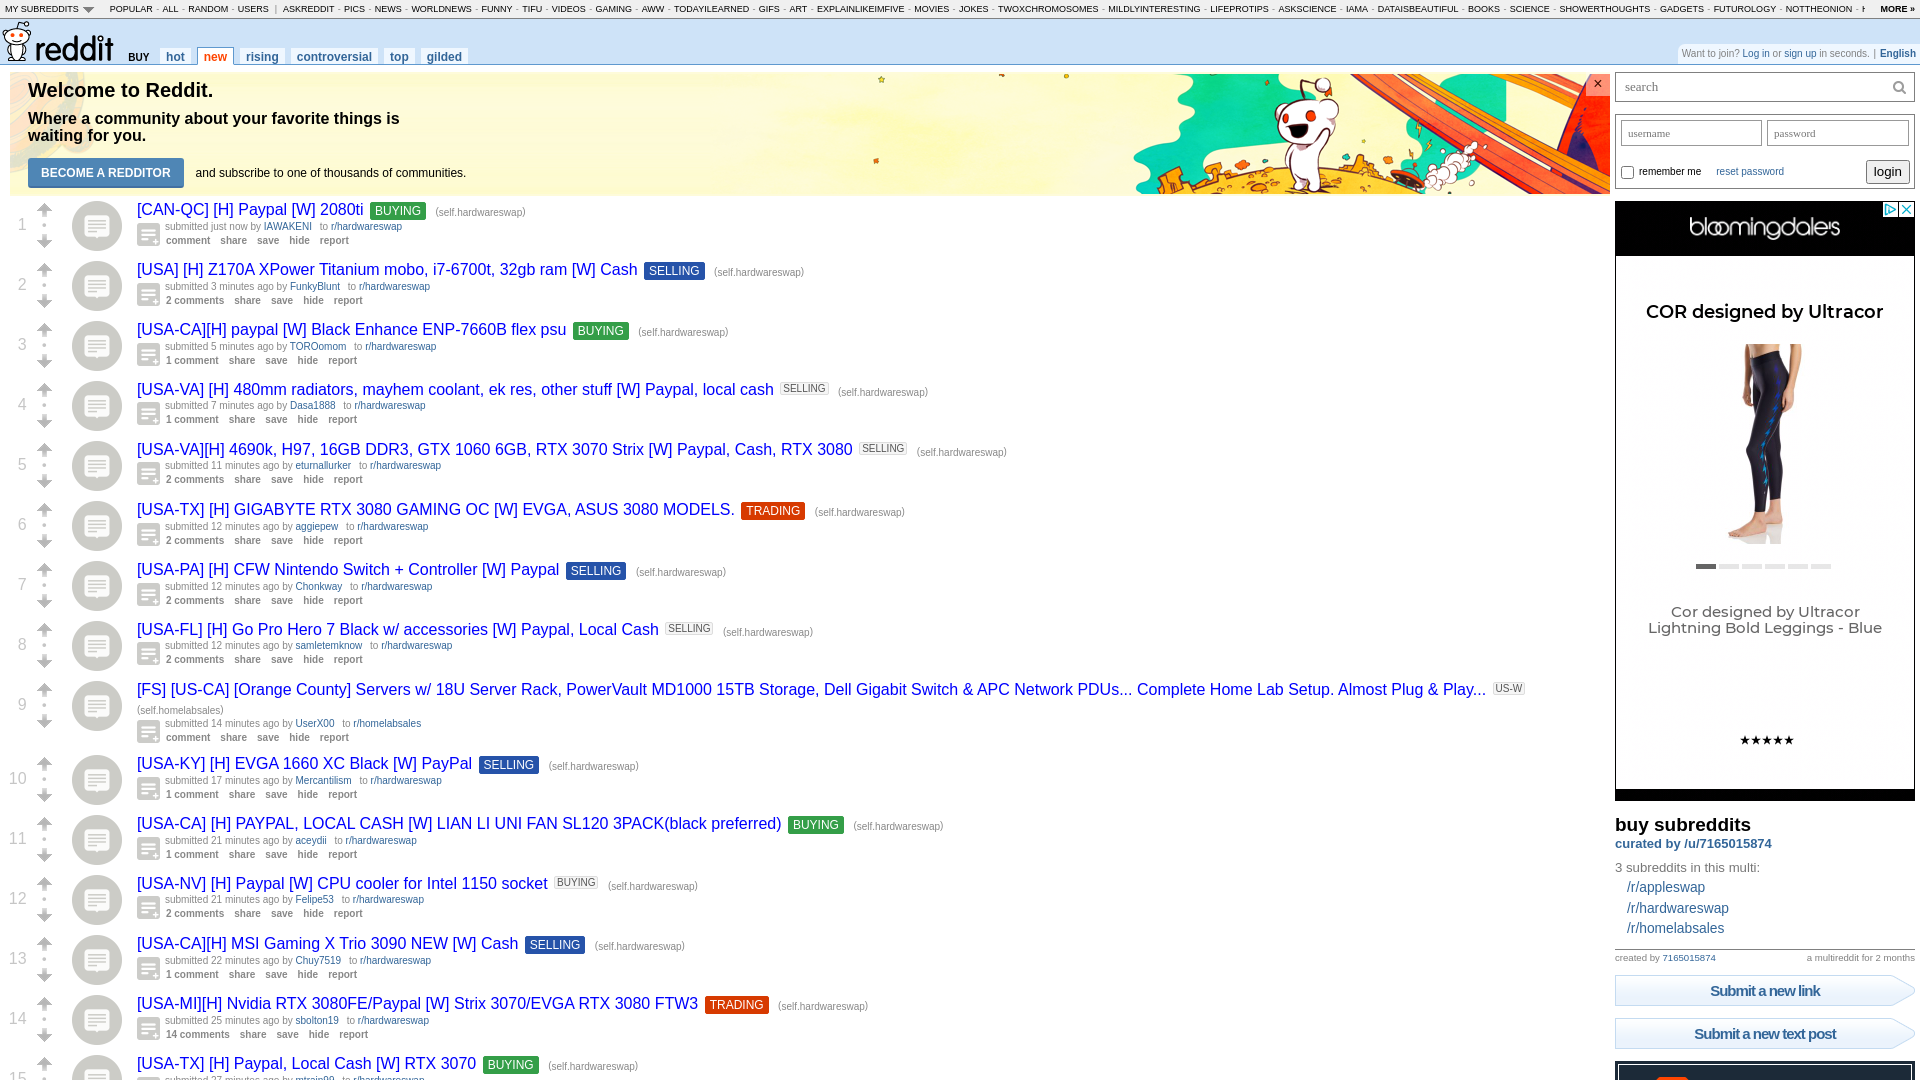 MY SUBREDDITS POPULAR - ALL - RANDOM - USERS | ASKREDDIT - PICS - NEWS - WORLDNEWS - FUNNY - TIFU - VIDEOS - GAMING - AWW - TODAYILEARNED - GIFS - ART - EXPLAINLIKEIMFIVE - MOVIES - JOKES - TWOXCHROMOSOMES - MILDLYINTERESTING - LIFEPROTIPS - ASKSCIENCE - IAMA - DATAISBEAUTIFUL - BOOKS - SCIENCE - SHOWERTHOUGHTS - GADGETS - FUTUROLOGY - NOTTHEONION - MORE »
reddit BUY hot new rising controversial top gilded
Want to join? Log in or sign up in seconds. | English
Welcome to Reddit.
Where a community about your favorite things is
waiting for you.
BECOME A REDDITOR and subscribe to one of thousands of communities.
×
1
[CAN-QC] [H] Paypal [W] 2080ti BUYING (self.hardwareswap)
submitted just now by IAWAKENI to r/hardwareswap
comment share save hide report
2
[USA] [H] Z170A XPower Titanium mobo, i7-6700t, 32gb ram [W] Cash SELLING (self.hardwareswap)
submitted 3 minutes ago by FunkyBlunt to r/hardwareswap
2 comments share save hide report
3
[USA-CA][H] paypal [W] Black Enhance ENP-7660B flex psu BUYING (self.hardwareswap)
submitted 5 minutes ago by TOROomom to r/hardwareswap
1 comment share save hide report
4
[USA-VA] [H] 480mm radiators, mayhem coolant, ek res, other stuff [W] Paypal, local cash SELLING (self.hardwareswap)
submitted 7 minutes ago by Dasa1888 to r/hardwareswap
1 comment share save hide report
5
[USA-VA][H] 4690k, H97, 16GB DDR3, GTX 1060 6GB, RTX 3070 Strix [W] Paypal, Cash, RTX 3080 SELLING (self.hardwareswap)
submitted 11 minutes ago by eturnallurker to r/hardwareswap
2 comments share save hide report
6
[USA-TX] [H] GIGABYTE RTX 3080 GAMING OC [W] EVGA, ASUS 3080 MODELS. TRADING (self.hardwareswap)
submitted 12 minutes ago by aggiepew to r/hardwareswap
2 comments share save hide report
7
[USA-PA] [H] CFW Nintendo Switch + Controller [W] Paypal SELLING (self.hardwareswap)
submitted 12 minutes ago by Chonkway to r/hardwareswap
2 comments share save hide report
8
[USA-FL] [H] Go Pro Hero 7 Black w/ accessories [W] Paypal, Local Cash SELLING (self.hardwareswap)
submitted 12 minutes ago by samletemknow to r/hardwareswap
2 comments share save hide report
9
[FS] [US-CA] [Orange County] Servers w/ 18U Server Rack, PowerVault MD1000 15TB Storage, Dell Gigabit Switch & APC Network PDUs... Complete Home Lab Setup. Almost Plug & Play... US-W
(self.homelabsales)
submitted 14 minutes ago by UserX00 to r/homelabsales
comment share save hide report
10
[USA-KY] [H] EVGA 1660 XC Black [W] PayPal SELLING (self.hardwareswap)
submitted 17 minutes ago by Mercantilism to r/hardwareswap
1 comment share save hide report
11
[USA-CA] [H] PAYPAL, LOCAL CASH [W] LIAN LI UNI FAN SL120 3PACK(black preferred) BUYING (self.hardwareswap)
submitted 21 minutes ago by aceydii to r/hardwareswap
1 comment share save hide report
12
[USA-NV] [H] Paypal [W] CPU cooler for Intel 1150 socket BUYING (self.hardwareswap)
submitted 21 minutes ago by Felipe53 to r/hardwareswap
2 comments share save hide report
13
[USA-CA][H] MSI Gaming X Trio 3090 NEW [W] Cash SELLING (self.hardwareswap)
submitted 22 minutes ago by Chuy7519 to r/hardwareswap
1 comment share save hide report
14
[USA-MI][H] Nvidia RTX 3080FE/Paypal [W] Strix 3070/EVGA RTX 3080 FTW3 TRADING (self.hardwareswap)
submitted 25 minutes ago by sbolton19 to r/hardwareswap
14 comments share save hide report
15
[USA-TX] [H] Paypal, Local Cash [W] RTX 3070 BUYING (self.hardwareswap)
submitted 27 minutes ago by mtrain99 to r/hardwareswap
search
username password
remember me reset password login
bloomingdale's
COR designed by Ultracor
Cor designed by Ultracor
Lightning Bold Leggings - Blue
★★★★★
buy subreddits
curated by /u/7165015874
3 subreddits in this multi:
/r/appleswap
/r/hardwareswap
/r/homelabsales
created by 7165015874 a multireddit for 2 months
Submit a new link
Submit a new text post